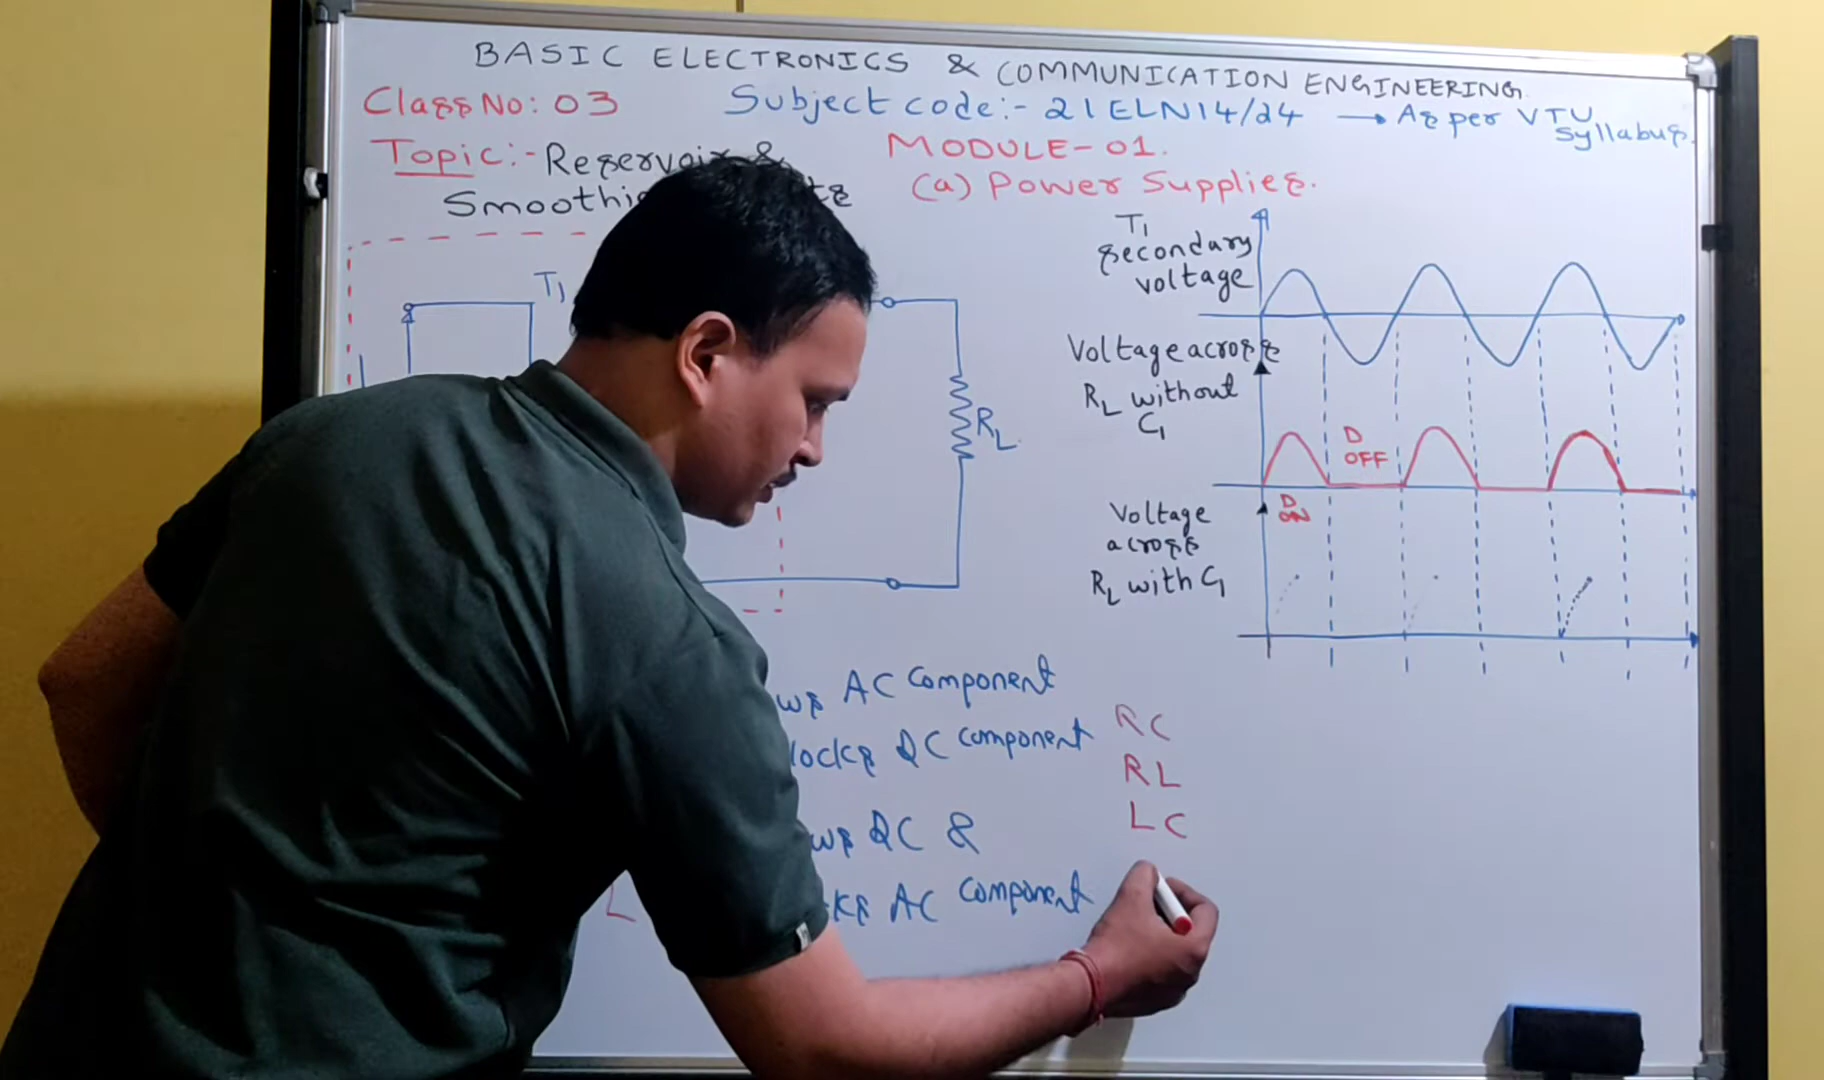 BASIC ELECTRONICS & COMMUNICATION ENGINEERING
Class No: 03
Subject code:- 21ELN14/24 → As per VTU
Syllabus.
Topic:- Reservoir &
MODULE-01.
(a) Power Supplies.
T1
secondary
voltage
T1
RL
Voltage across
RL without
C1
D
OFF
D
ON
Voltage
across
RL with C1
AC component
DC component
DC &
AC component
L
RC
RL
LC